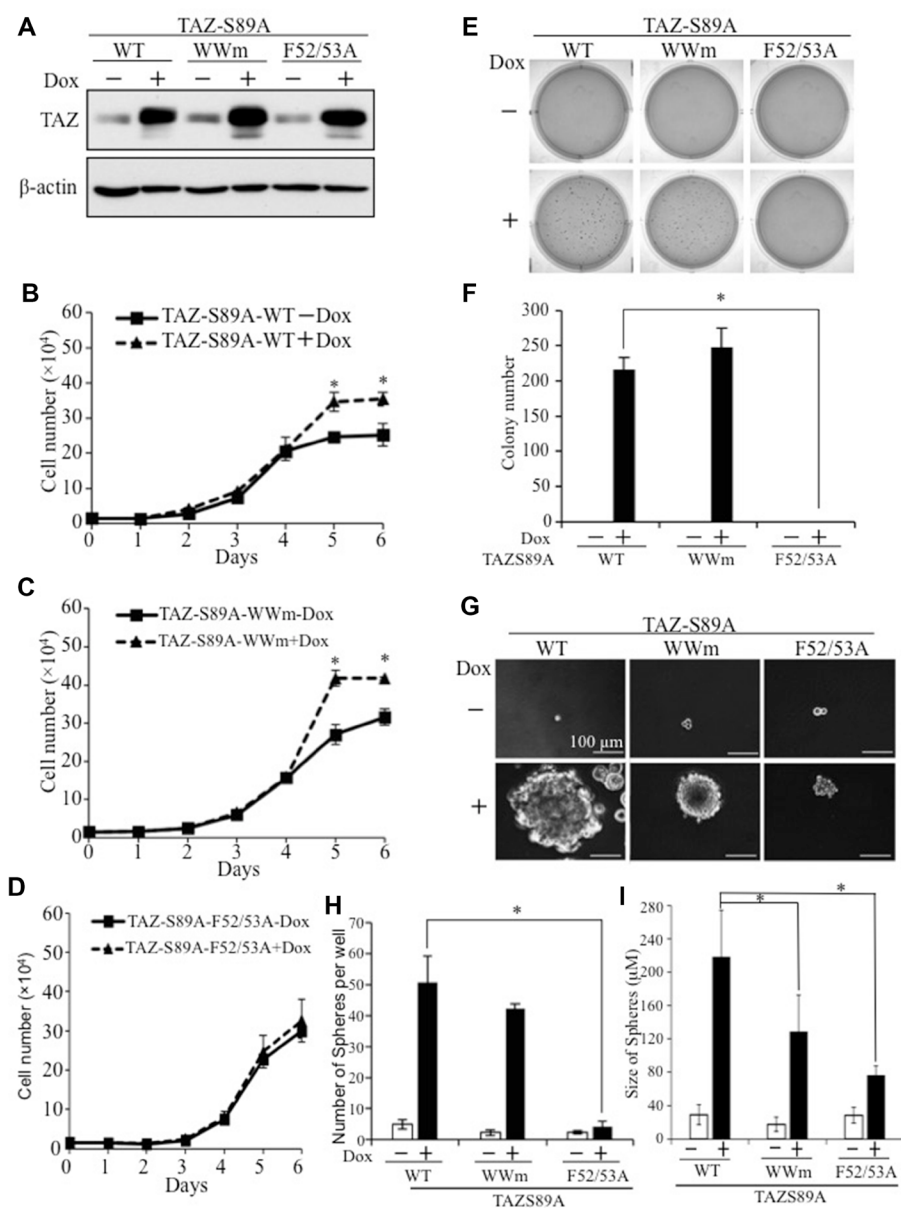 A
TAZ-S89A
WT WWm F52/53A
Dox − + − + − +
TAZ
β-actin
B
TAZ-S89A-WT−Dox
TAZ-S89A-WT+Dox
Cell number (×10⁴)
60
50
40
30
20
10
0
* *
0 1 2 3 4 5 6
Days
C
TAZ-S89A-WWm-Dox
TAZ-S89A-WWm+Dox
Cell number (×10⁴)
60
50
40
30
20
10
0
* *
0 1 2 3 4 5 6
Days
D
TAZ-S89A-F52/53A-Dox
TAZ-S89A-F52/53A+Dox
Cell number (×10⁴)
60
50
40
30
20
10
0
0 1 2 3 4 5 6
Days
E
TAZ-S89A
Dox WT WWm F52/53A
−
+
F
*
Colony number
300
250
200
150
100
50
0
Dox − + − + − +
TAZS89A WT WWm F52/53A
G
TAZ-S89A
Dox WT WWm F52/53A
−
100 μm
+
H
*
Number of Spheres per well
70
60
50
40
30
20
10
0
Dox − + − + − +
WT WWm F52/53A
TAZS89A
I
* *
Size of Spheres (μM)
280
240
200
160
120
80
40
0
− + − + − +
WT WWm F52/53A
TAZS89A